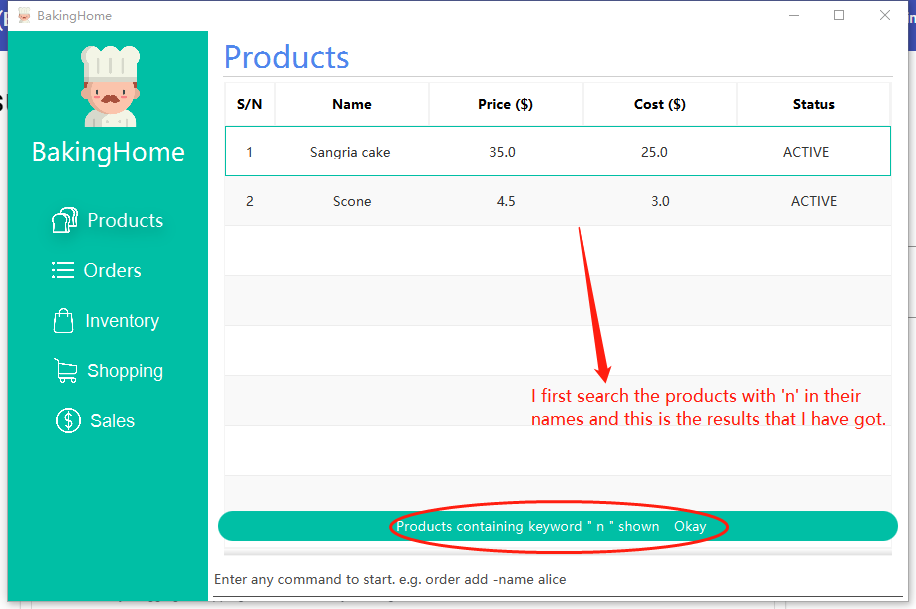 BakingHome
Products
S/N Name Price ($) Cost ($) Status
1 Sangria cake 35.0 25.0 ACTIVE
2 Scone 4.5 3.0 ACTIVE
BakingHome
Products
Orders
Inventory
Shopping
Sales
I first search the products with 'n' in their
names and this is the results that I have got.
Products containing keyword " n " shown Okay
Enter any command to start. e.g. order add -name alice